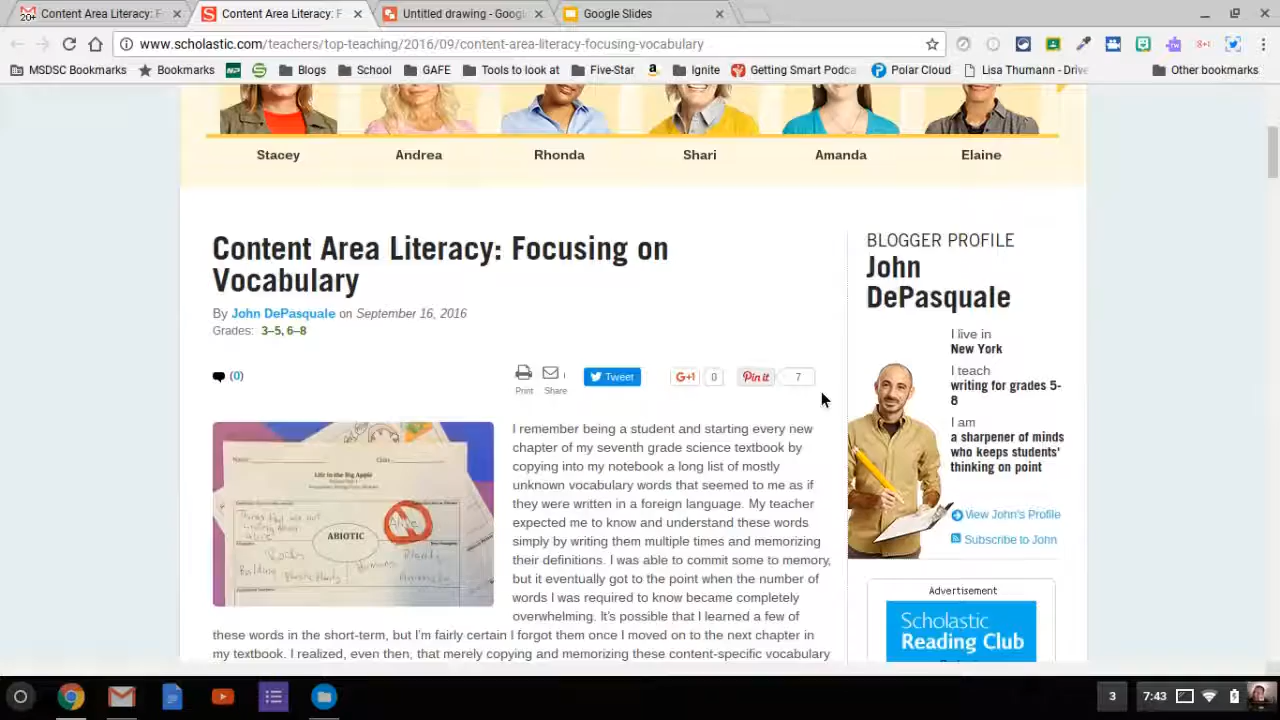 Content Area Literacy: F
Content Area Literacy: F
Untitled drawing - Goog
Google Slides
20+
www.scholastic.com/teachers/top-teaching/2016/09/content-area-literacy-focusing-vocabulary
MSDSC Bookmarks
Bookmarks
NP
Blogs
School
GAFE
Tools to look at
Five-Star
Ignite
Getting Smart Podca
Polar Cloud
Lisa Thumann - Drive
Other bookmarks
Stacey
Andrea
Rhonda
Shari
Amanda
Elaine
Content Area Literacy: Focusing on
Vocabulary
By John DePasquale on September 16, 2016
Grades: 3–5, 6–8
(0)
Print
Share
Tweet
G+1
0
Pin it
7
Life in the Big Apple
ABIOTIC
I remember being a student and starting every new
chapter of my seventh grade science textbook by
copying into my notebook a long list of mostly
unknown vocabulary words that seemed to me as if
they were written in a foreign language. My teacher
expected me to know and understand these words
simply by writing them multiple times and memorizing
their definitions. I was able to commit some to memory,
but it eventually got to the point when the number of
words I was required to know became completely
overwhelming. It's possible that I learned a few of
these words in the short-term, but I'm fairly certain I forgot them once I moved on to the next chapter in
my textbook. I realized, even then, that merely copying and memorizing these content-specific vocabulary
BLOGGER PROFILE
John
DePasquale
I live in
New York
I teach
writing for grades 5-
8
I am
a sharpener of minds
who keeps students'
thinking on point
View John's Profile
Subscribe to John
Advertisement
Scholastic
Reading Club
3
7:43